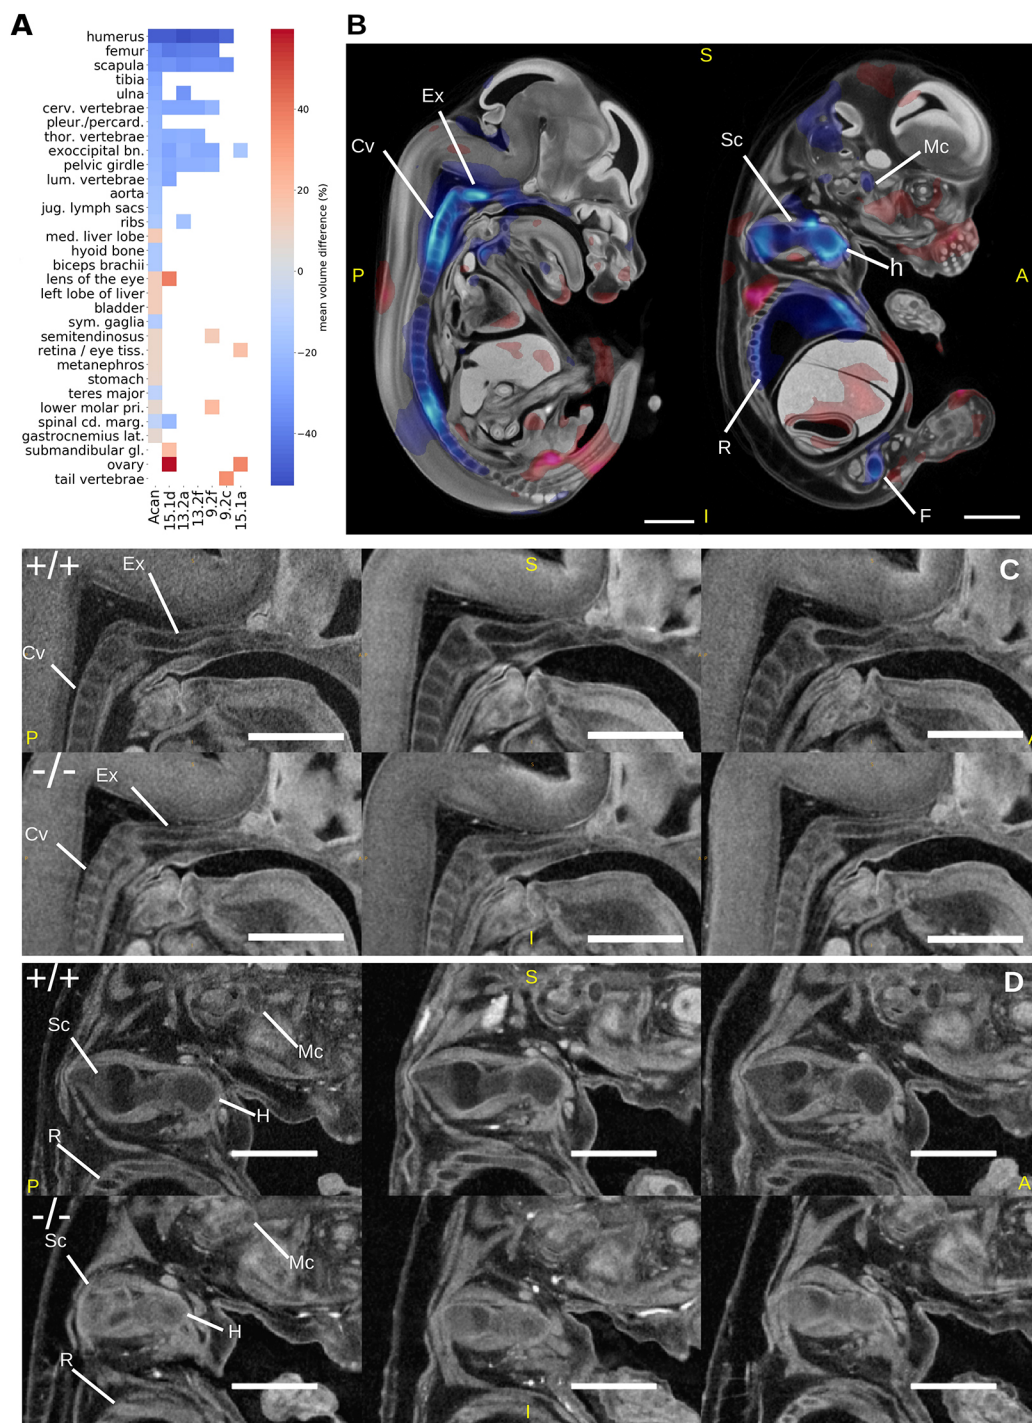 A
humerus
femur
scapula
tibia
ulna
cerv. vertebrae
pleur./percard.
thor. vertebrae
exoccipital bn.
pelvic girdle
lum. vertebrae
aorta
jug. lymph sacs
ribs
med. liver lobe
hyoid bone
biceps brachii
lens of the eye
left lobe of liver
bladder
sym. gaglia
semitendinosus
retina / eye tiss.
metanephros
stomach
teres major
lower molar pri.
spinal cd. marg.
gastrocnemius lat.
submandibular gl.
ovary
tail vertebrae
Acan
15.1d
13.2a
13.2f
9.2f
9.2c
15.1a
40
20
0
−20
−40
mean volume difference (%)
B
S
Ex
Cv
Sc
Mc
P
A
h
R
F
I
+/+
Ex
S
C
Cv
P
-/-
Ex
Cv
I
+/+
S
D
Sc
Mc
H
R
P
A
-/-
Sc
Mc
H
R
I